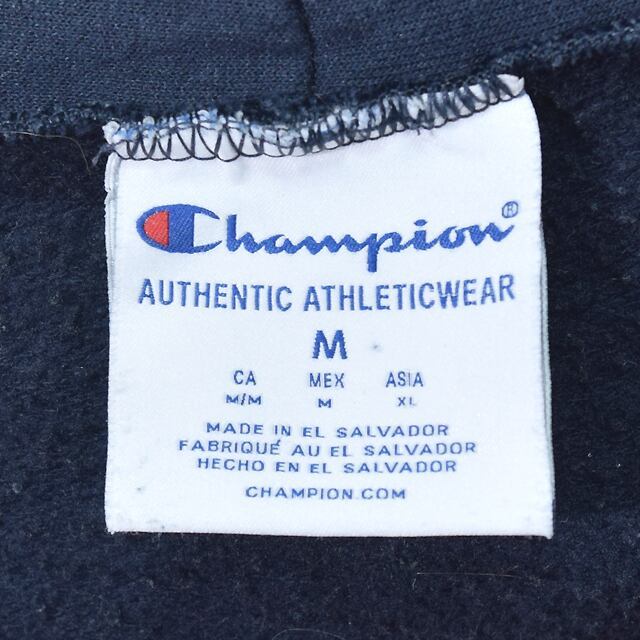 Champion®
AUTHENTIC ATHLETICWEAR
M
CA MEX ASIA
M/M M XL
MADE IN EL SALVADOR
FABRIQUÉ AU EL SALVADOR
HECHO EN EL SALVADOR
CHAMPION.COM